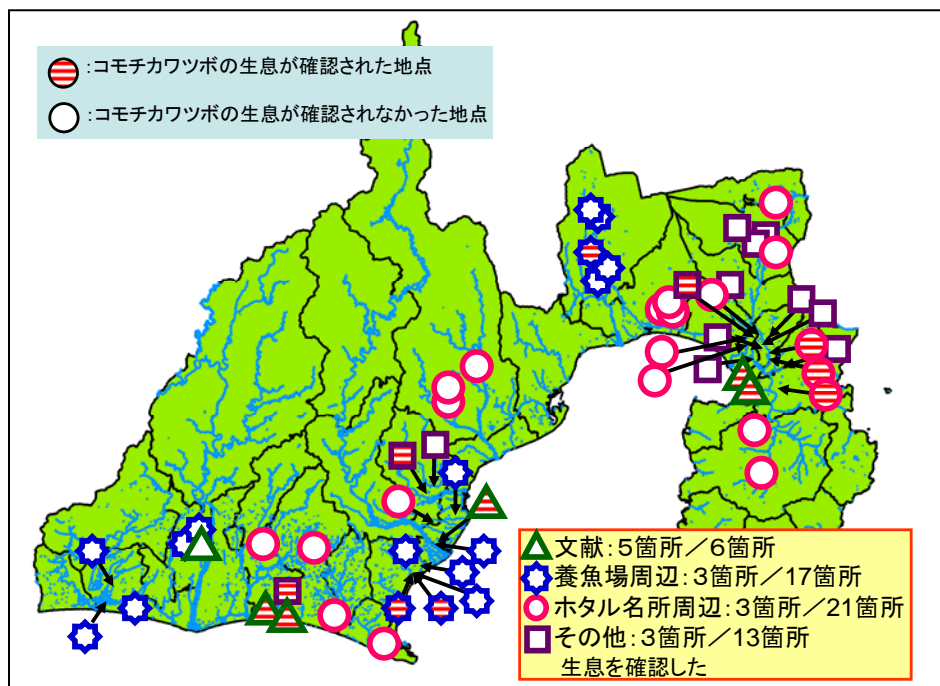 :コモチカワツボの生息が確認された地点
:コモチカワツボの生息が確認されなかった地点
文献:5箇所/6箇所
養魚場周辺:3箇所/17箇所
ホタル名所周辺:3箇所/21箇所
その他:3箇所/13箇所
生息を確認した